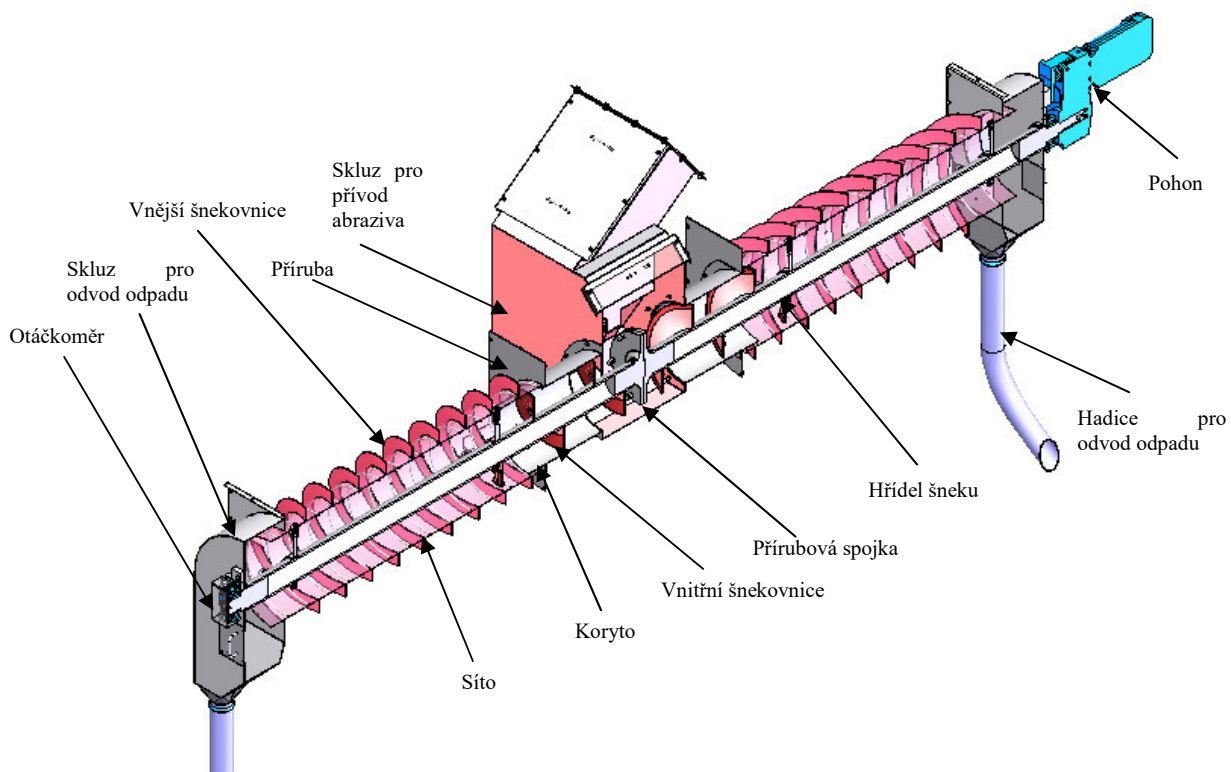 Skluz pro
přívod
abraziva
Vnější šnekovnice
Skluz pro
odvod odpadu
Příruba
Otáčkoměr
Pohon
Hadice pro
odvod odpadu
Hřídel šneku
Přírubová spojka
Vnitřní šnekovnice
Koryto
Síto